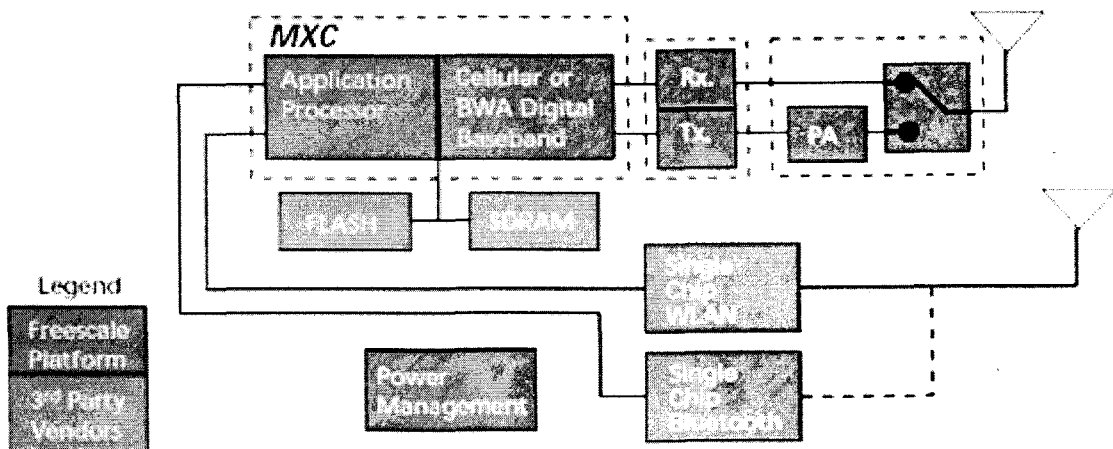 MXC
Application
Processor
Cellular or
BWA Digital
Baseband
Rx.
Tx.
PA
FLASH
SDRAM
Single
Chip
WLAN
Legend
Freescale
Platform
3rd Party
Vendors
Power
Management
Single
Chip
Bluetooth